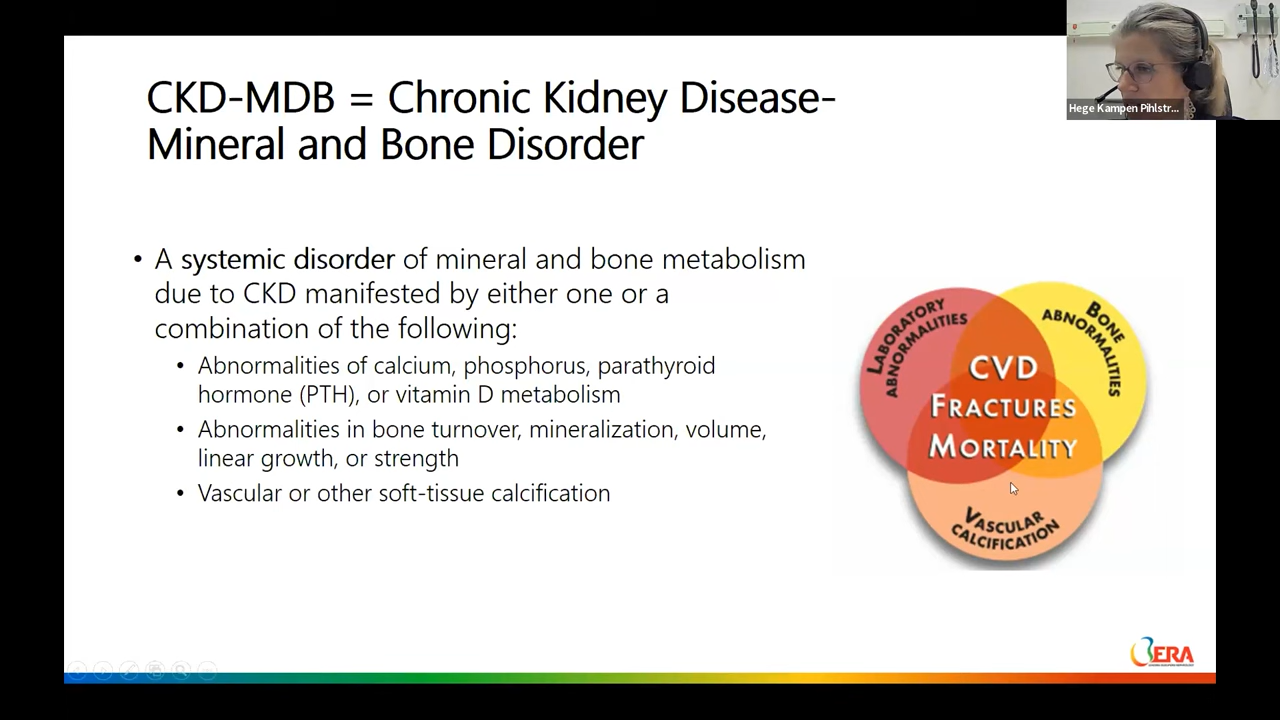 CKD-MDB = Chronic Kidney Disease-
Mineral and Bone Disorder
Hege Kampen Pihlstr...
• A systemic disorder of mineral and bone metabolism
due to CKD manifested by either one or a
combination of the following:
• Abnormalities of calcium, phosphorus, parathyroid
hormone (PTH), or vitamin D metabolism
• Abnormalities in bone turnover, mineralization, volume,
linear growth, or strength
• Vascular or other soft-tissue calcification
LABORATORY
ABNORMALITIES
BONE
ABNORMALITIES
CVD
FRACTURES
MORTALITY
VASCULAR
CALCIFICATION
ERA